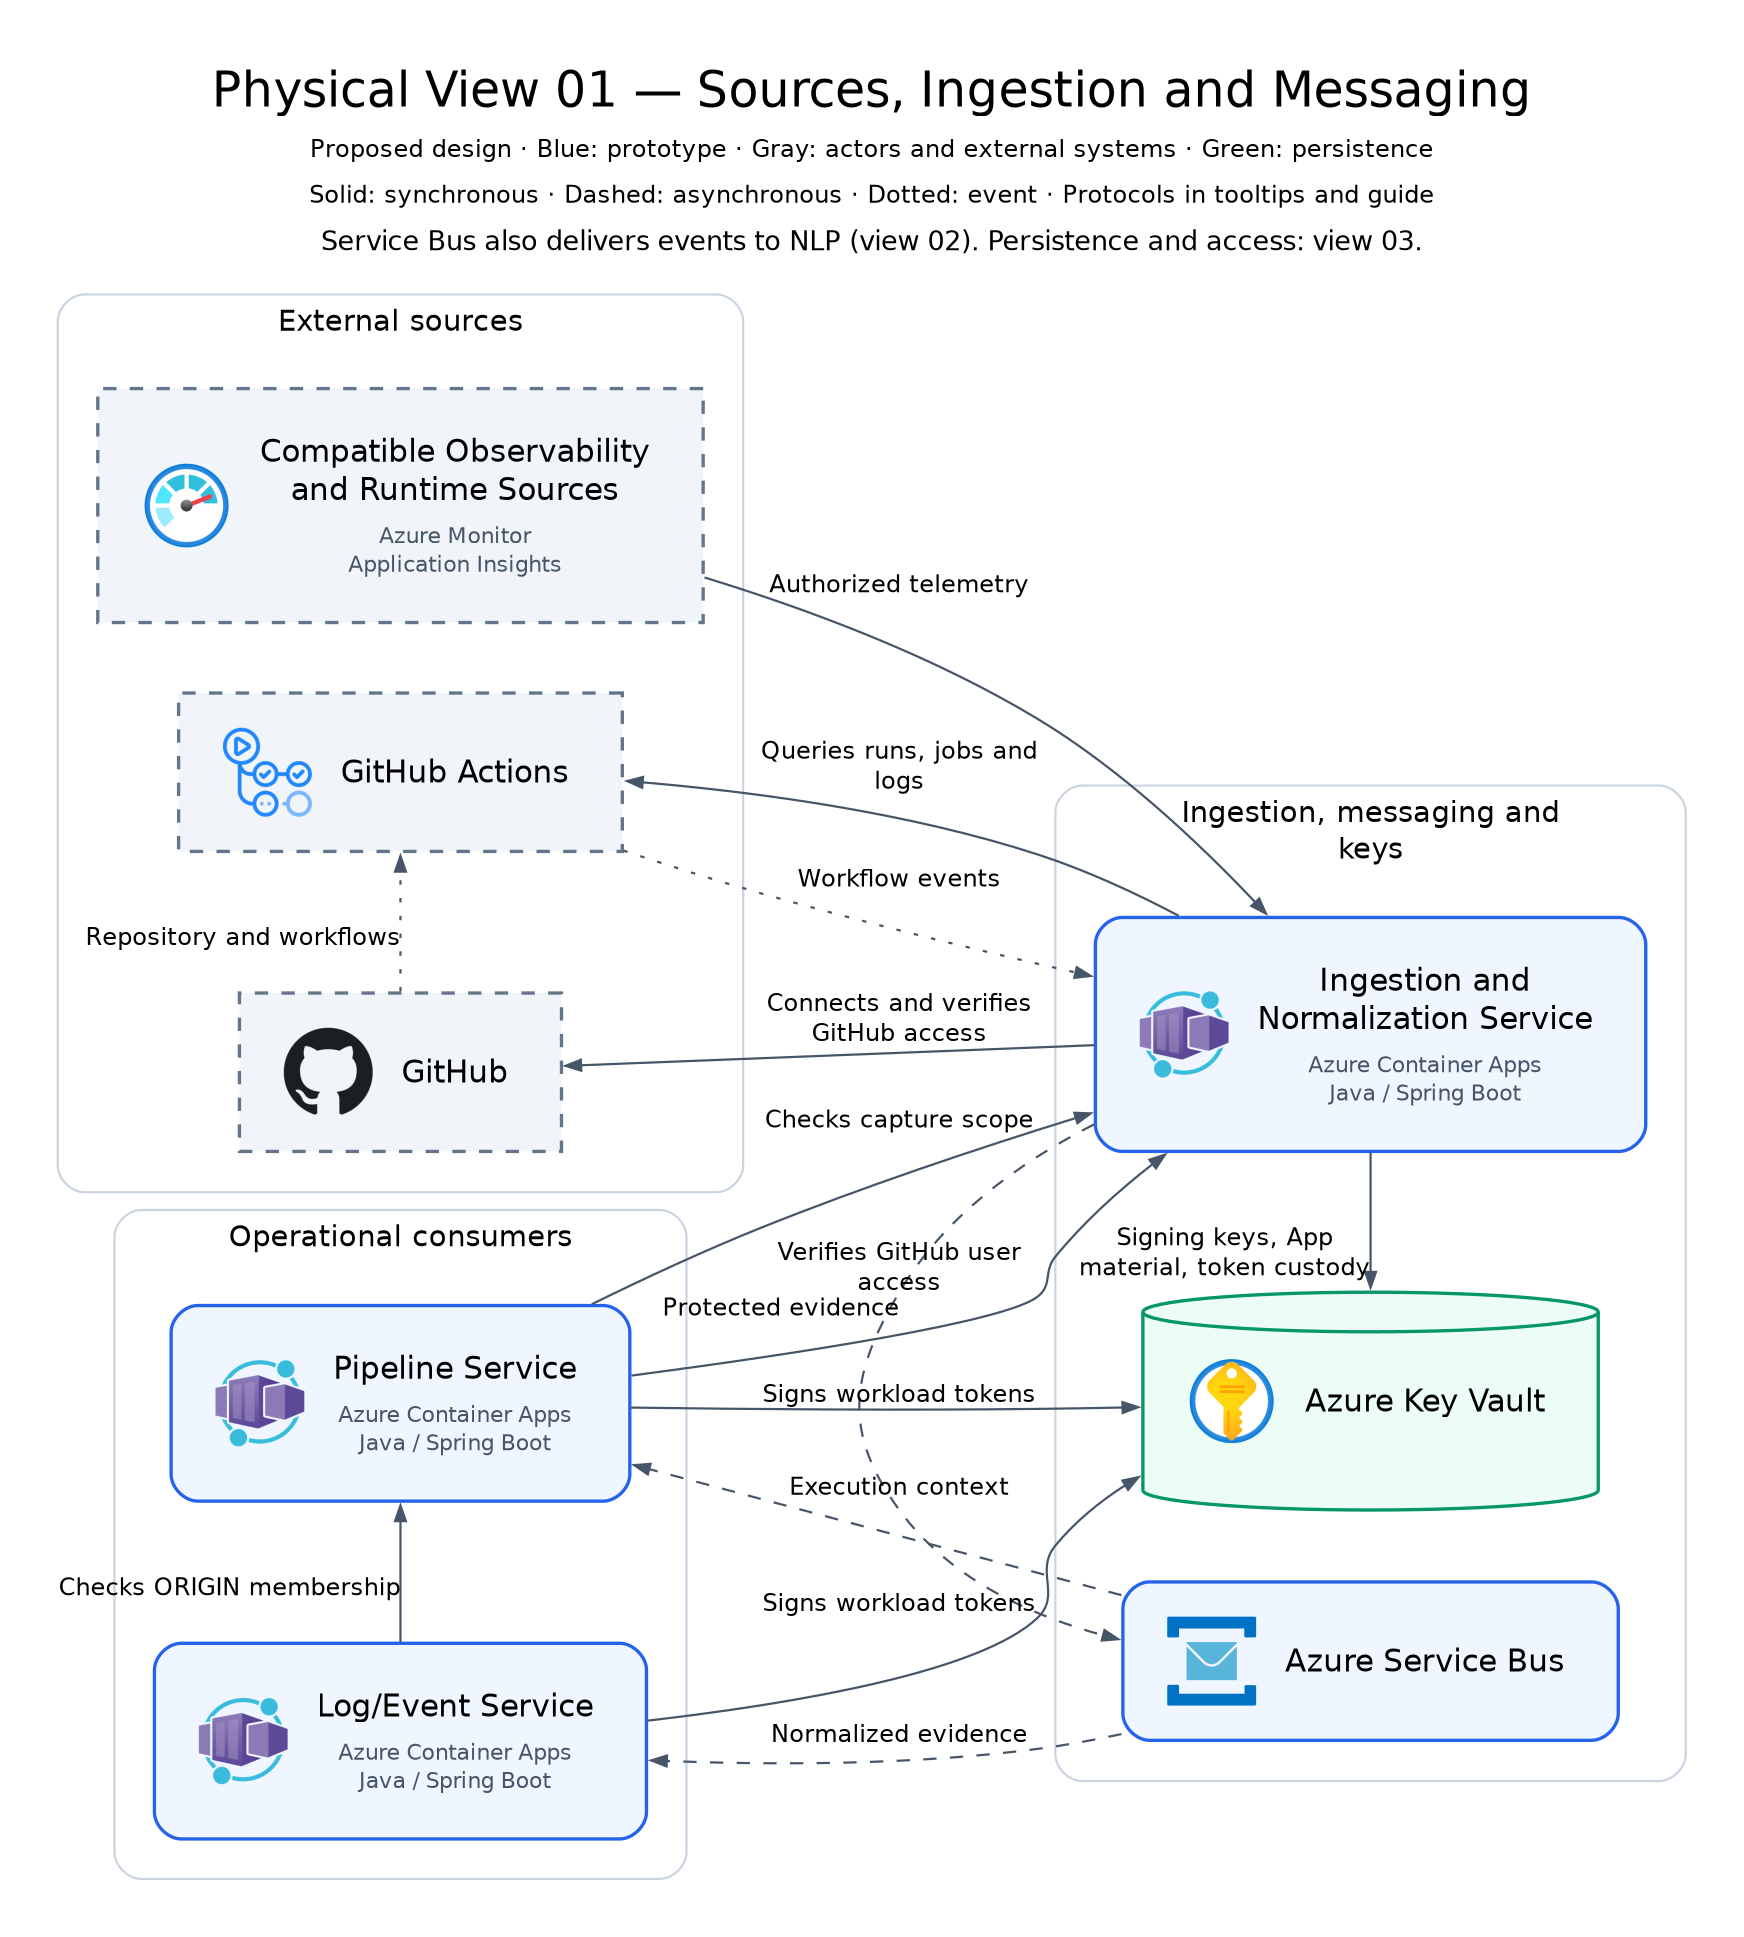 Physical View 01 — Sources, Ingestion and Messaging
Proposed design · Blue: prototype · Gray: actors and external systems · Green: persistence
Solid: synchronous · Dashed: asynchronous · Dotted: event · Protocols in tooltips and guide
Service Bus also delivers events to NLP (view 02). Persistence and access: view 03.
External sources
Compatible Observability
and Runtime Sources
Azure Monitor
Application Insights
Authorized telemetry
GitHub Actions
Queries runs, jobs and
logs
Workflow events
Repository and workflows
GitHub
Connects and verifies
GitHub access
Ingestion, messaging and
keys
Ingestion and
Normalization Service
Azure Container Apps
Java / Spring Boot
Checks capture scope
Signing keys, App
material, token custody
Verifies GitHub user
access
Protected evidence
Operational consumers
Pipeline Service
Azure Container Apps
Java / Spring Boot
Signs workload tokens
Azure Key Vault
Execution context
Checks ORIGIN membership
Signs workload tokens
Azure Service Bus
Log/Event Service
Azure Container Apps
Java / Spring Boot
Normalized evidence